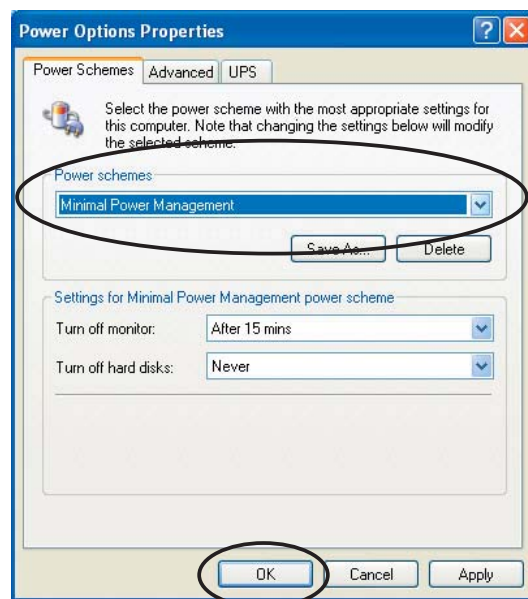 Power Options Properties
Power Schemes Advanced UPS
Select the power scheme with the most appropriate settings for
this computer. Note that changing the settings below will modify
the selected scheme.
Power schemes
Minimal Power Management
Save As... Delete
Settings for Minimal Power Management power scheme
Turn off monitor: After 15 mins
Turn off hard disks: Never
OK Cancel Apply